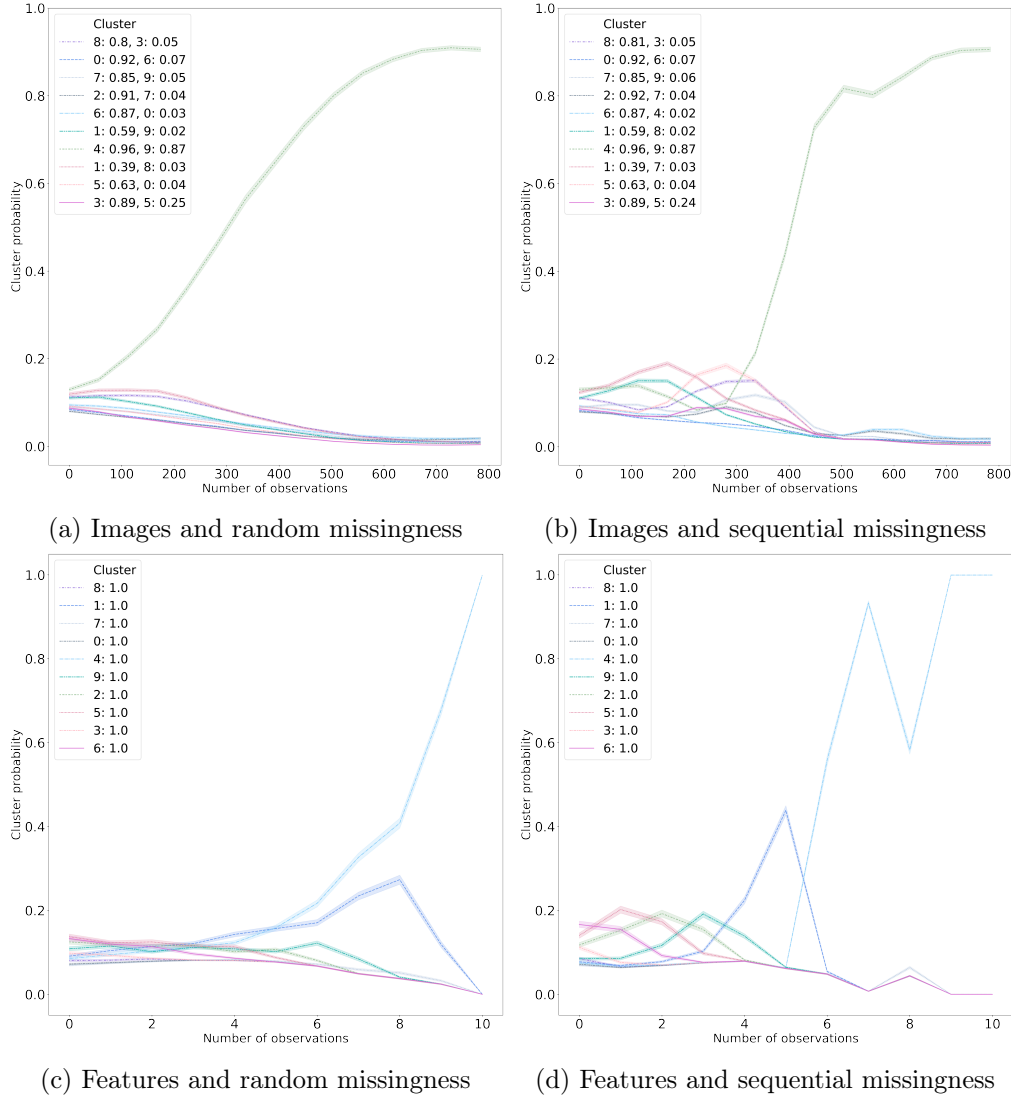 Cluster
8: 0.8, 3: 0.05
0: 0.92, 6: 0.07
7: 0.85, 9: 0.05
2: 0.91, 7: 0.04
6: 0.87, 0: 0.03
1: 0.59, 9: 0.02
4: 0.96, 9: 0.87
1: 0.39, 8: 0.03
5: 0.63, 0: 0.04
3: 0.89, 5: 0.25
1.0
0.8
0.6
0.4
0.2
0.0
Cluster probability
0 100 200 300 400 500 600 700 800
Number of observations
(a) Images and random missingness
Cluster
8: 0.81, 3: 0.05
0: 0.92, 6: 0.07
7: 0.85, 9: 0.06
2: 0.92, 7: 0.04
6: 0.87, 4: 0.02
1: 0.59, 8: 0.02
4: 0.96, 9: 0.87
1: 0.39, 7: 0.03
5: 0.63, 0: 0.04
3: 0.89, 5: 0.24
1.0
0.8
0.6
0.4
0.2
0.0
Cluster probability
0 100 200 300 400 500 600 700 800
Number of observations
(b) Images and sequential missingness
Cluster
8: 1.0
1: 1.0
7: 1.0
0: 1.0
4: 1.0
9: 1.0
2: 1.0
5: 1.0
3: 1.0
6: 1.0
1.0
0.8
0.6
0.4
0.2
0.0
Cluster probability
0 2 4 6 8 10
Number of observations
(c) Features and random missingness
Cluster
8: 1.0
1: 1.0
7: 1.0
0: 1.0
4: 1.0
9: 1.0
2: 1.0
5: 1.0
3: 1.0
6: 1.0
1.0
0.8
0.6
0.4
0.2
0.0
Cluster probability
0 2 4 6 8 10
Number of observations
(d) Features and sequential missingness